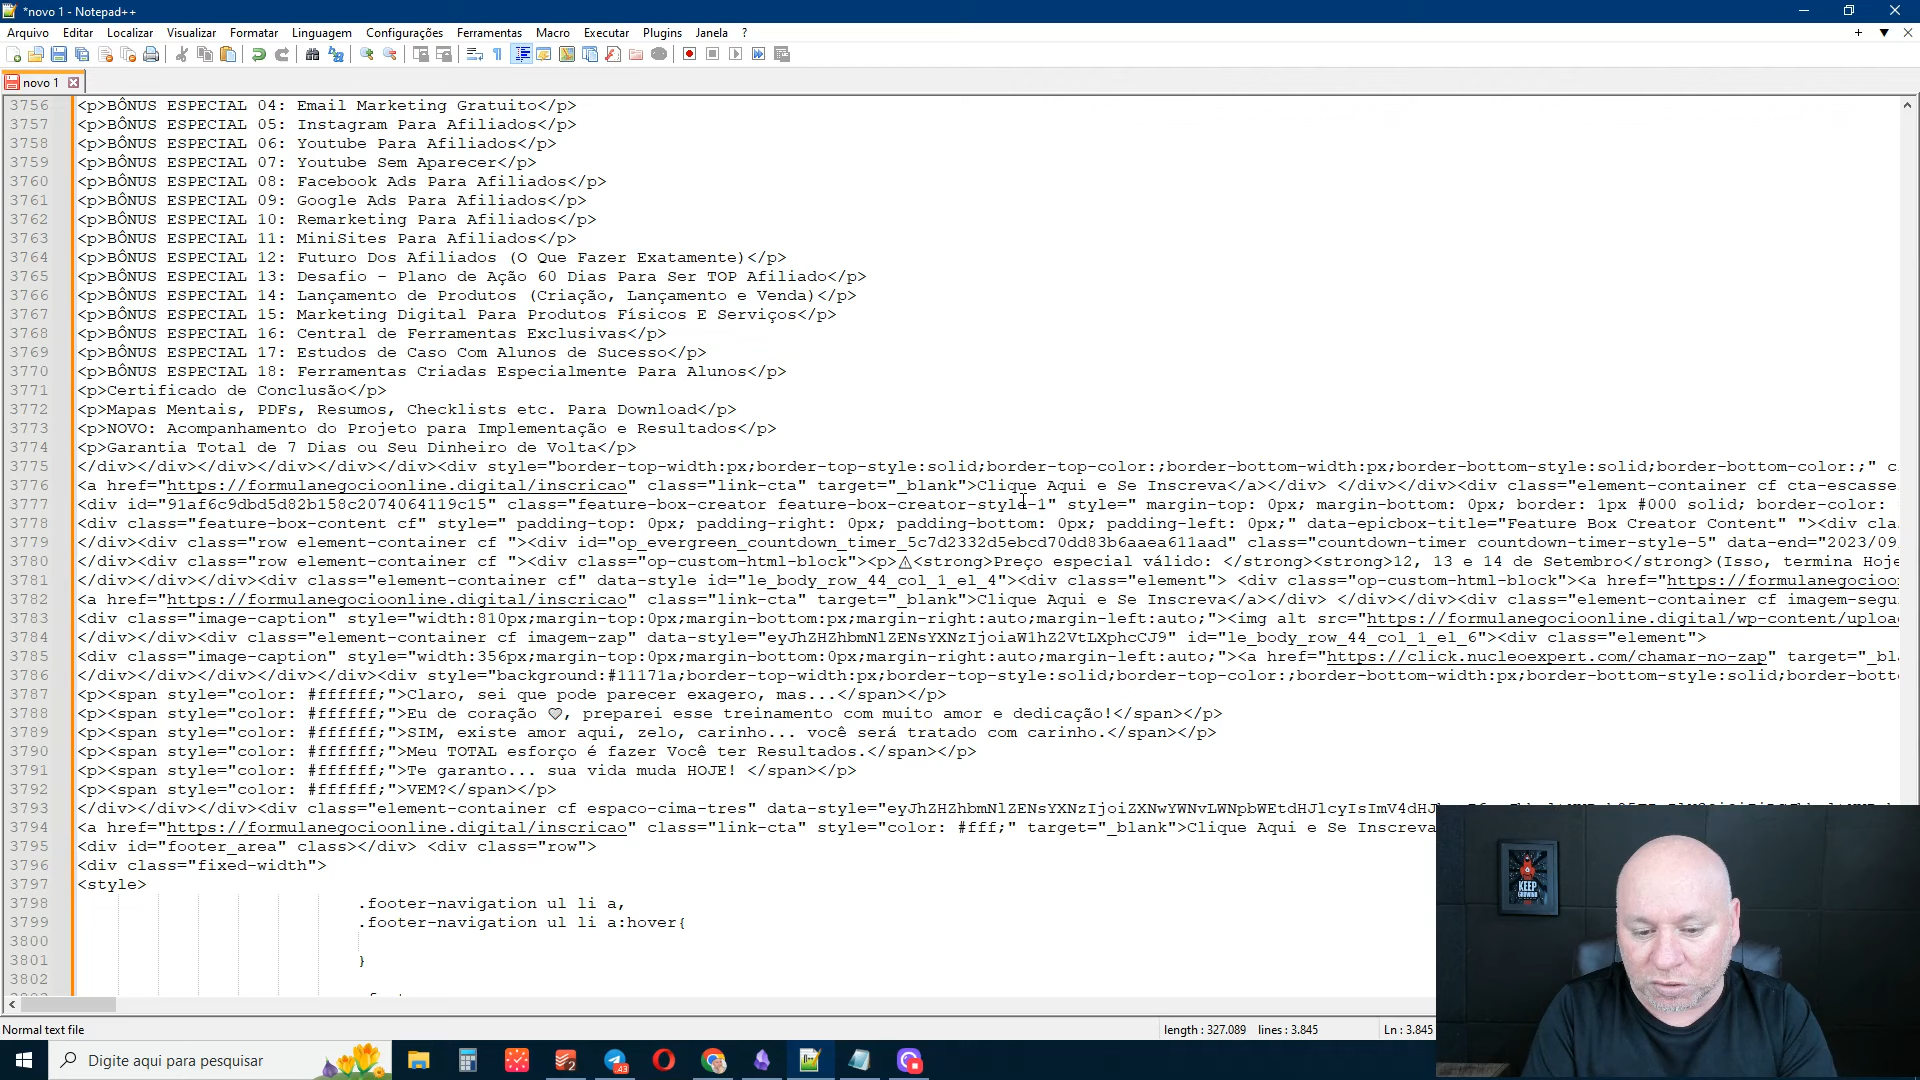 *novo 1 - Notepad++
Arquivo Editar Localizar Visualizar Formatar Linguagem Configurações Ferramentas Macro Executar Plugins Janela ?
novo 1
3756 <p>BÔNUS ESPECIAL 04: Email Marketing Gratuito</p>
3757 <p>BÔNUS ESPECIAL 05: Instagram Para Afiliados</p>
3758 <p>BÔNUS ESPECIAL 06: Youtube Para Afiliados</p>
3759 <p>BÔNUS ESPECIAL 07: Youtube Sem Aparecer</p>
3760 <p>BÔNUS ESPECIAL 08: Facebook Ads Para Afiliados</p>
3761 <p>BÔNUS ESPECIAL 09: Google Ads Para Afiliados</p>
3762 <p>BÔNUS ESPECIAL 10: Remarketing Para Afiliados</p>
3763 <p>BÔNUS ESPECIAL 11: MiniSites Para Afiliados</p>
3764 <p>BÔNUS ESPECIAL 12: Futuro Dos Afiliados (O Que Fazer Exatamente)</p>
3765 <p>BÔNUS ESPECIAL 13: Desafio - Plano de Ação 60 Dias Para Ser TOP Afiliado</p>
3766 <p>BÔNUS ESPECIAL 14: Lançamento de Produtos (Criação, Lançamento e Venda)</p>
3767 <p>BÔNUS ESPECIAL 15: Marketing Digital Para Produtos Físicos E Serviços</p>
3768 <p>BÔNUS ESPECIAL 16: Central de Ferramentas Exclusivas</p>
3769 <p>BÔNUS ESPECIAL 17: Estudos de Caso Com Alunos de Sucesso</p>
3770 <p>BÔNUS ESPECIAL 18: Ferramentas Criadas Especialmente Para Alunos</p>
3771 <p>Certificado de Conclusão</p>
3772 <p>Mapas Mentais, PDFs, Resumos, Checklists etc. Para Download</p>
3773 <p>NOVO: Acompanhamento do Projeto para Implementação e Resultados</p>
3774 <p>Garantia Total de 7 Dias ou Seu Dinheiro de Volta</p>
3775 </div></div></div></div></div></div><div style="border-top-width:px;border-top-style:solid;border-top-color:;border-bottom-width:px;border-bottom-style:solid;border-bottom-color:;" c
3776 <a href="https://formulanegocioonline.digital/inscricao" class="link-cta" target="_blank">Clique Aqui e Se Inscreva</a></div> </div></div><div class="element-container cf cta-escasse
3777 <div id="91af6c9dbd5d82b158c2074064119c15" class="feature-box-creator feature-box-creator-style-1" style=" margin-top: 0px; margin-bottom: 0px; border: 1px #000 solid; border-color:
3778 <div class="feature-box-content cf" style=" padding-top: 0px; padding-right: 0px; padding-bottom: 0px; padding-left: 0px;" data-epicbox-title="Feature Box Creator Content" "><div cla
3779 </div><div class="row element-container cf "><div id="op_evergreen_countdown_timer_5c7d2332d5ebcd70dd83b6aaea611aad" class="countdown-timer countdown-timer-style-5" data-end="2023/09
3780 </div><div class="row element-container cf "><div class="op-custom-html-block"><p>⚠<strong>Preço especial válido: </strong><strong>12, 13 e 14 de Setembro</strong>(Isso, termina Hoje
3781 </div></div><div class="element-container cf" data-style id="le_body_row_44_col_1_el_4"><div class="element"> <div class="op-custom-html-block"><a href="https://formulanegocioo
3782 <a href="https://formulanegocioonline.digital/inscricao" class="link-cta" target="_blank">Clique Aqui e Se Inscreva</a></div> </div></div><div class="element-container cf imagem-segu
3783 <div class="image-caption" style="width:810px;margin-top:0px;margin-bottom:px;margin-right:auto;margin-left:auto;"><img alt src="https://formulanegocioonline.digital/wp-content/uploa
3784 </div></div><div class="element-container cf imagem-zap" data-style="eyJhZHZhbmNlZENsYXNzIjoiaW1hZ2VtLXphcCJ9" id="le_body_row_44_col_1_el_6"><div class="element">
3785 <div class="image-caption" style="width:356px;margin-top:0px;margin-bottom:0px;margin-right:auto;margin-left:auto;"><a href="https://click.nucleoexpert.com/chamar-no-zap" target="_bla
3786 </div></div></div></div></div><div style="background:#11171a;border-top-width:px;border-top-style:solid;border-top-color:;border-bottom-width:px;border-bottom-style:solid;border-bott
3787 <p><span style="color: #ffffff;">Claro, sei que pode parecer exagero, mas...</span></p>
3788 <p><span style="color: #ffffff;">Eu de coração ♡, preparei esse treinamento com muito amor e dedicação!</span></p>
3789 <p><span style="color: #ffffff;">SIM, existe amor aqui, zelo, carinho... você será tratado com carinho.</span></p>
3790 <p><span style="color: #ffffff;">Meu TOTAL esforço é fazer Você ter Resultados.</span></p>
3791 <p><span style="color: #ffffff;">Te garanto... sua vida muda HOJE! </span></p>
3792 <p><span style="color: #ffffff;">VEM?</span></p>
3793 </div></div></div><div class="element-container cf espaco-cima-tres" data-style=
3794 <a href="https://formulanegocioonline.digital/inscricao" class="link-cta" style="color: #fff;" target="_blank">Clique Aqui e Se Inscreva
3795 <div id="footer_area" class></div> <div class="row">
3796 <div class="fixed-width">
3797 <style>
3798 .footer-navigation ul li a,
3799 .footer-navigation ul li a:hover{
3800
3801 }
3802
KEEP
Normal text file length : 327.089 lines : 3.845 Ln : 3.845
Digite aqui para pesquisar
2
43